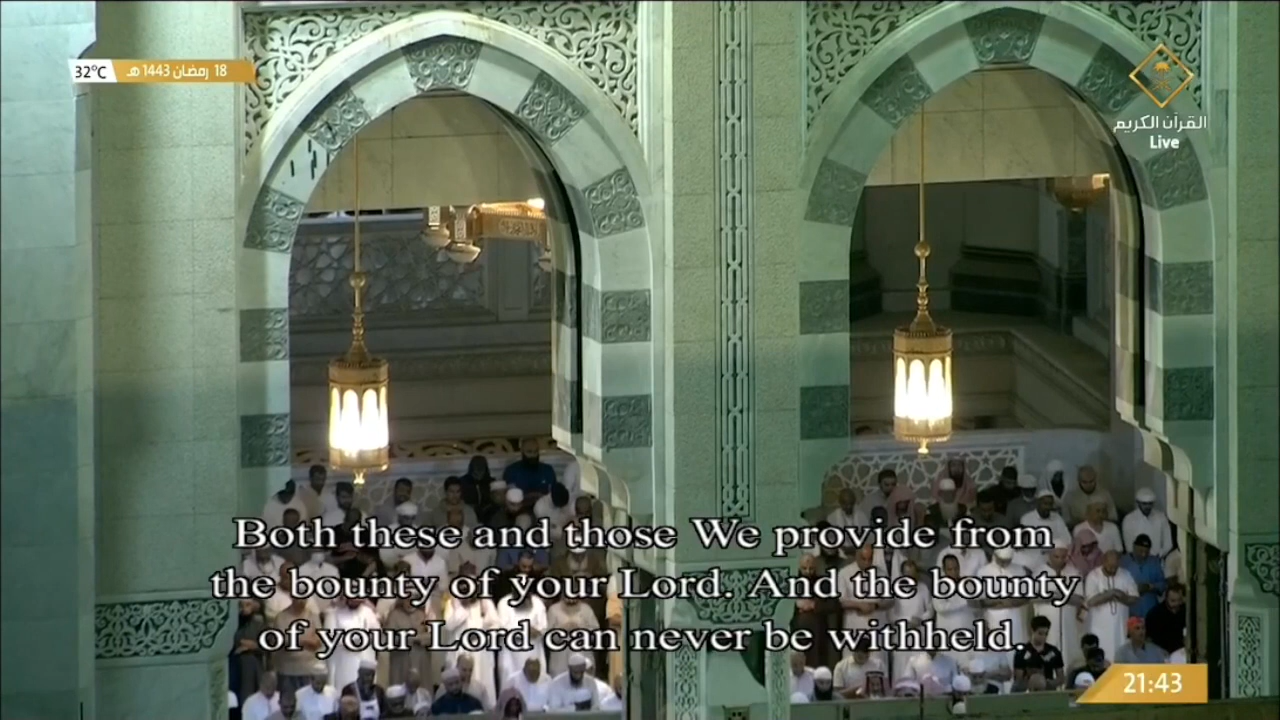 32°C
18 رمضان 1443 هـ
القرآن الكريم
Live
Both these and those We provide from
the bounty of your Lord. And the bounty
of your Lord can never be withheld.
21:43